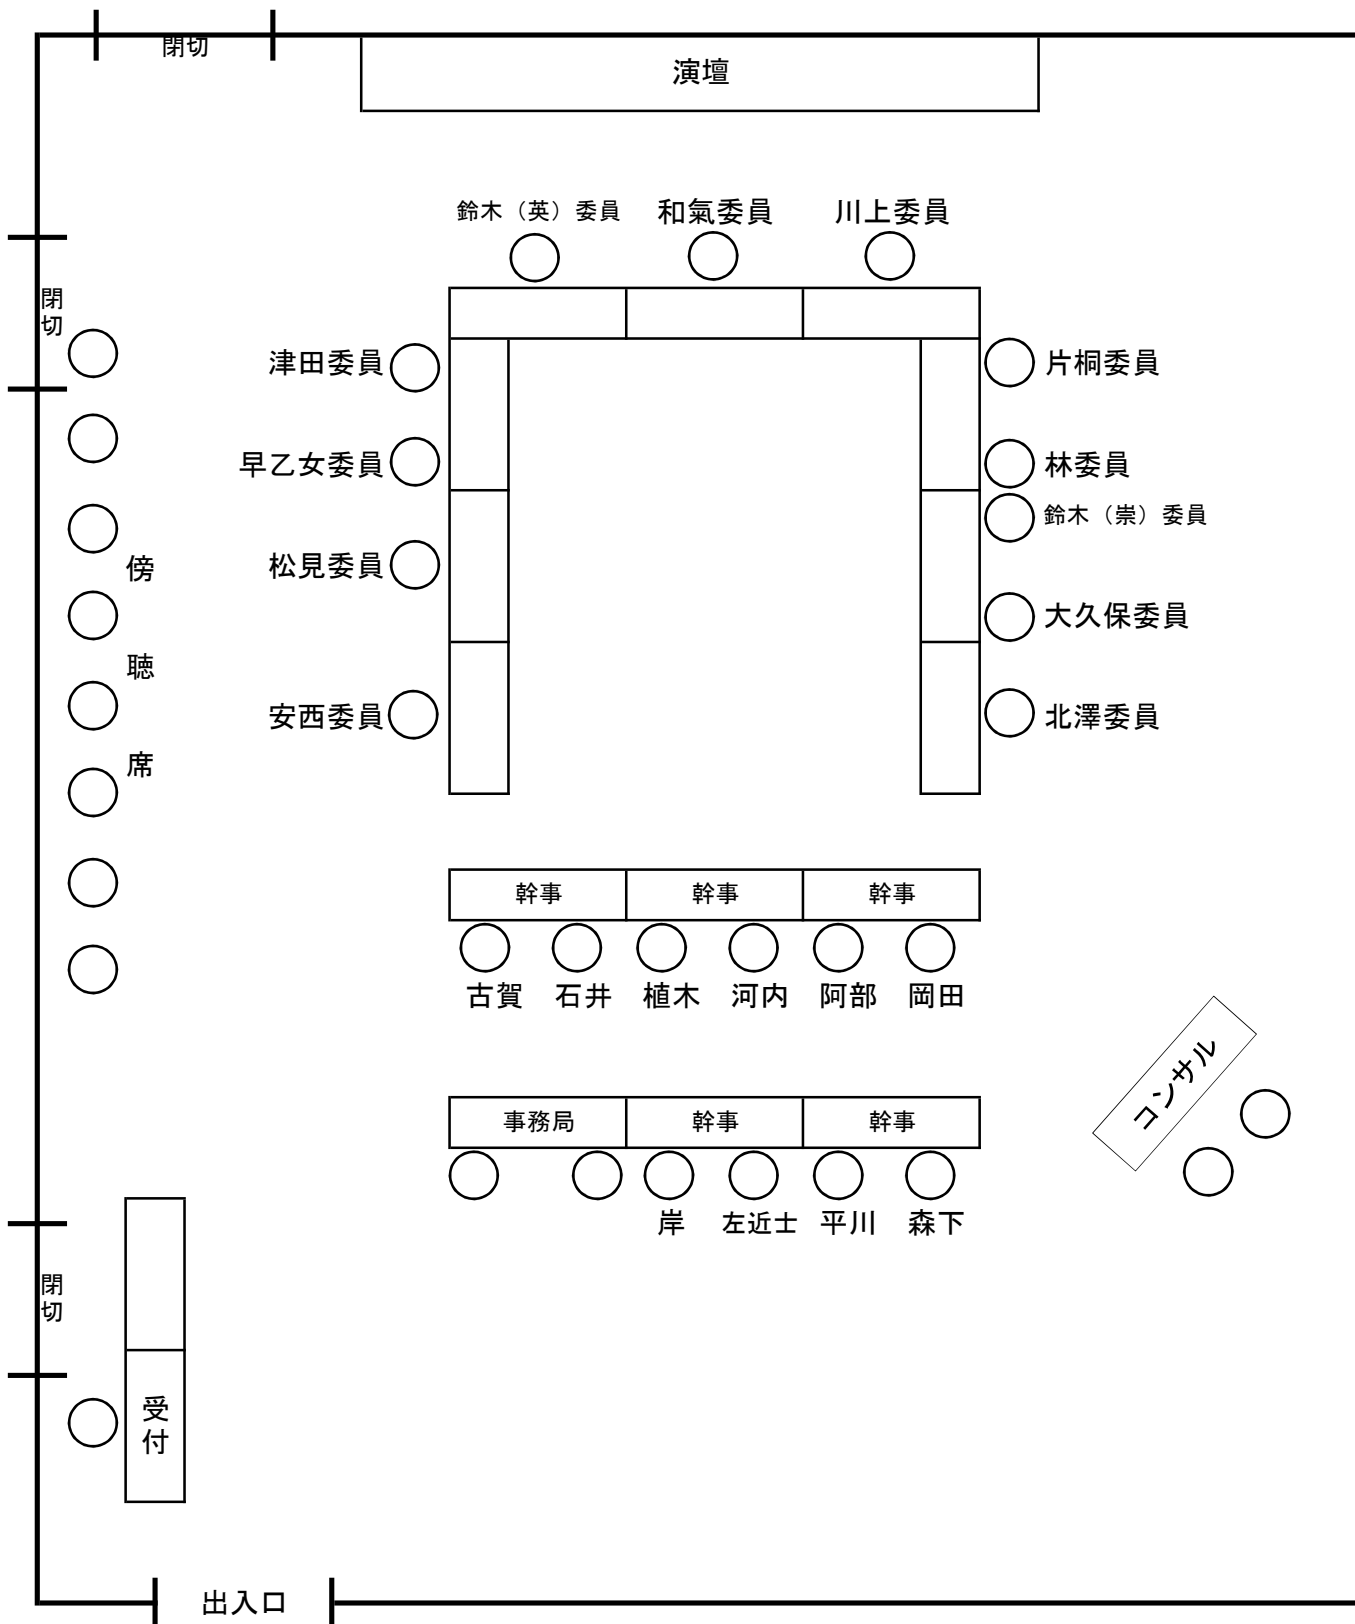 閉切
演壇
鈴木（英）委員 和氣委員 川上委員
閉切
津田委員 片桐委員
早乙女委員 林委員
鈴木（崇）委員
松見委員
大久保委員
安西委員 北澤委員
傍聴席
幹事 幹事 幹事
古賀 石井 植木 河内 阿部 岡田
コンサル
事務局 幹事 幹事
岸 左近士 平川 森下
閉切
受付
出入口